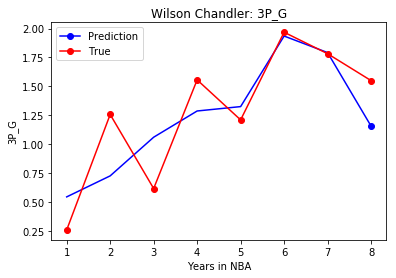 Wilson Chandler: 3P_G
Prediction
True
2.00
1.75
1.50
1.25
1.00
0.75
0.50
0.25
3P_G
1 2 3 4 5 6 7 8
Years in NBA